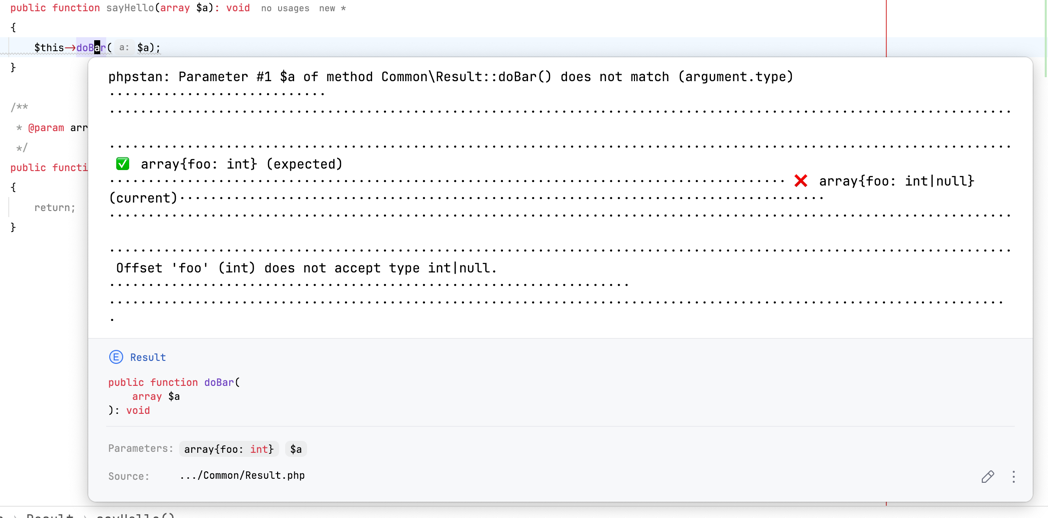 public function sayHello(array $a): void no usages new *
{
$this→doBar( a: $a);
}
/**
* @param arr
*/
public functi
{
return;
}
phpstan: Parameter #1 $a of method Common\Result::doBar() does not match (argument.type)
✅ array{foo: int} (expected)
❌ array{foo: int|null}
(current)
Offset 'foo' (int) does not accept type int|null.
.
E Result
public function doBar(
array $a
): void
Parameters: array{foo: int} $a
Source: .../Common/Result.php
Result sayHello()